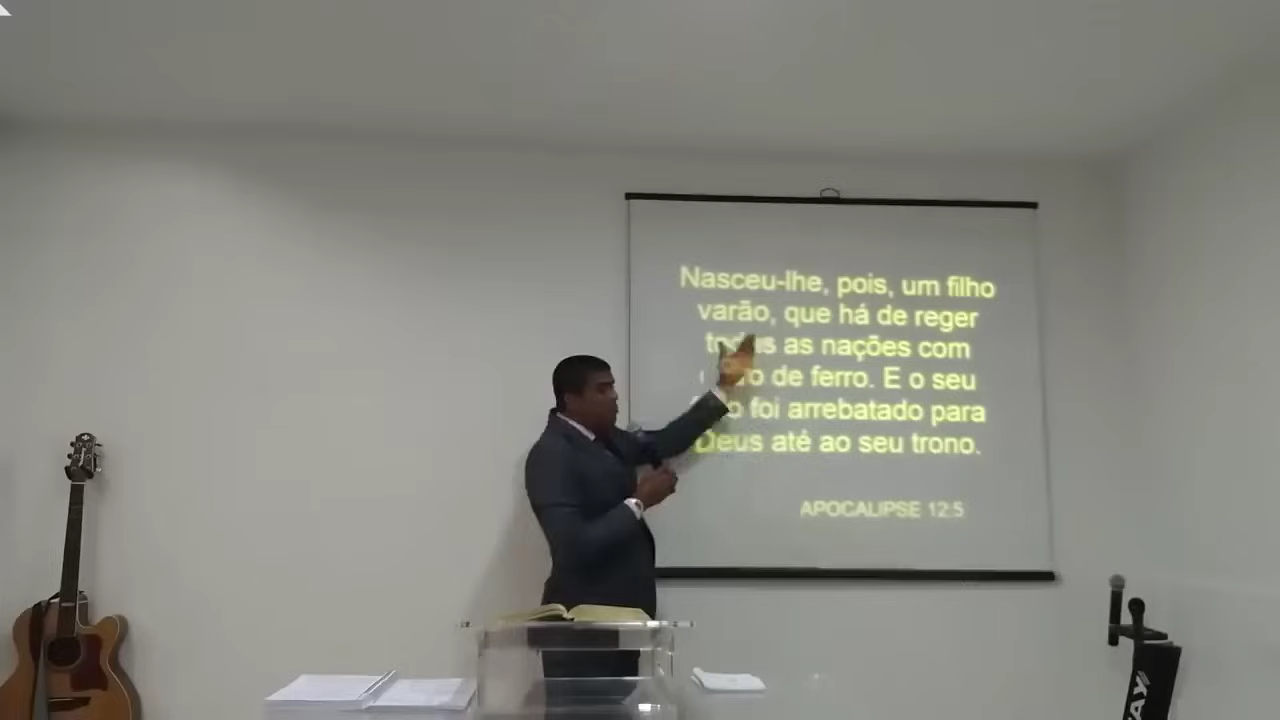 Nasceu-lhe, pois, um filho
varão, que há de reger
as nações com
de ferro. E o seu
foi arrebatado para
Deus até ao seu trono.
APOCALIPSE 12:5